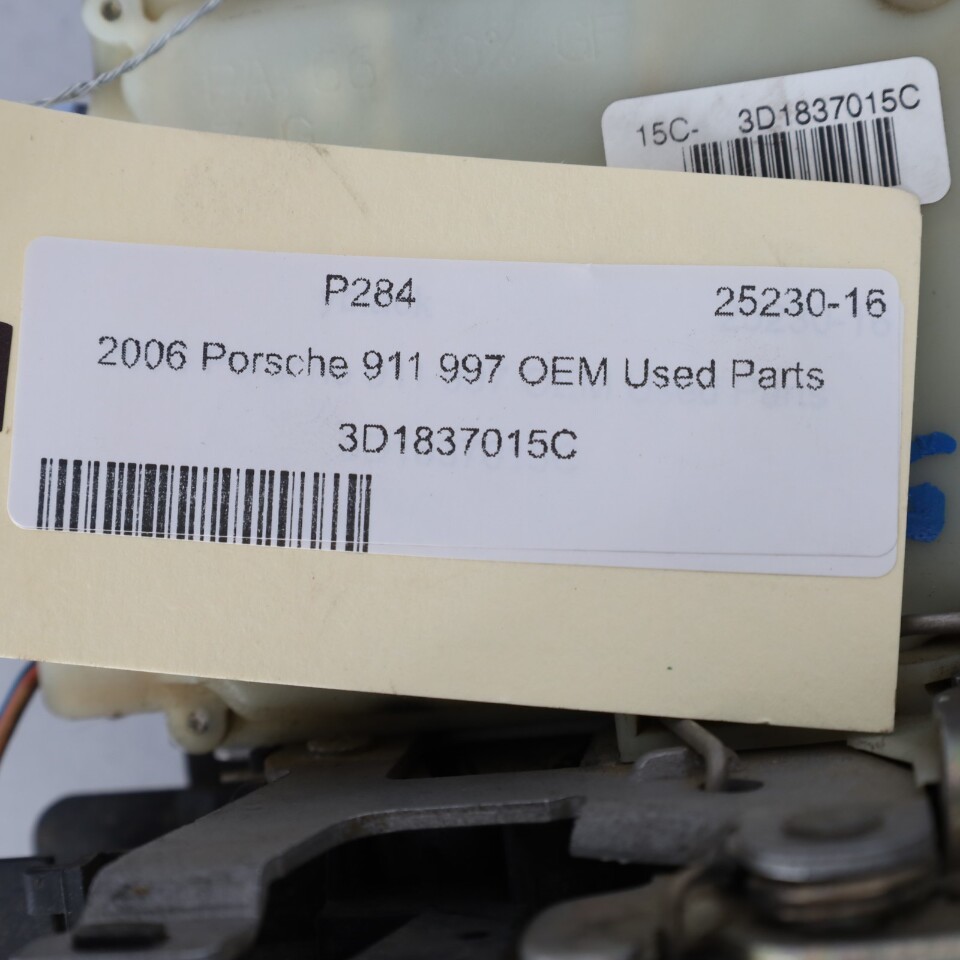 15C- 3D1837015C
P284 25230-16
2006 Porsche 911 997 OEM Used Parts
3D1837015C